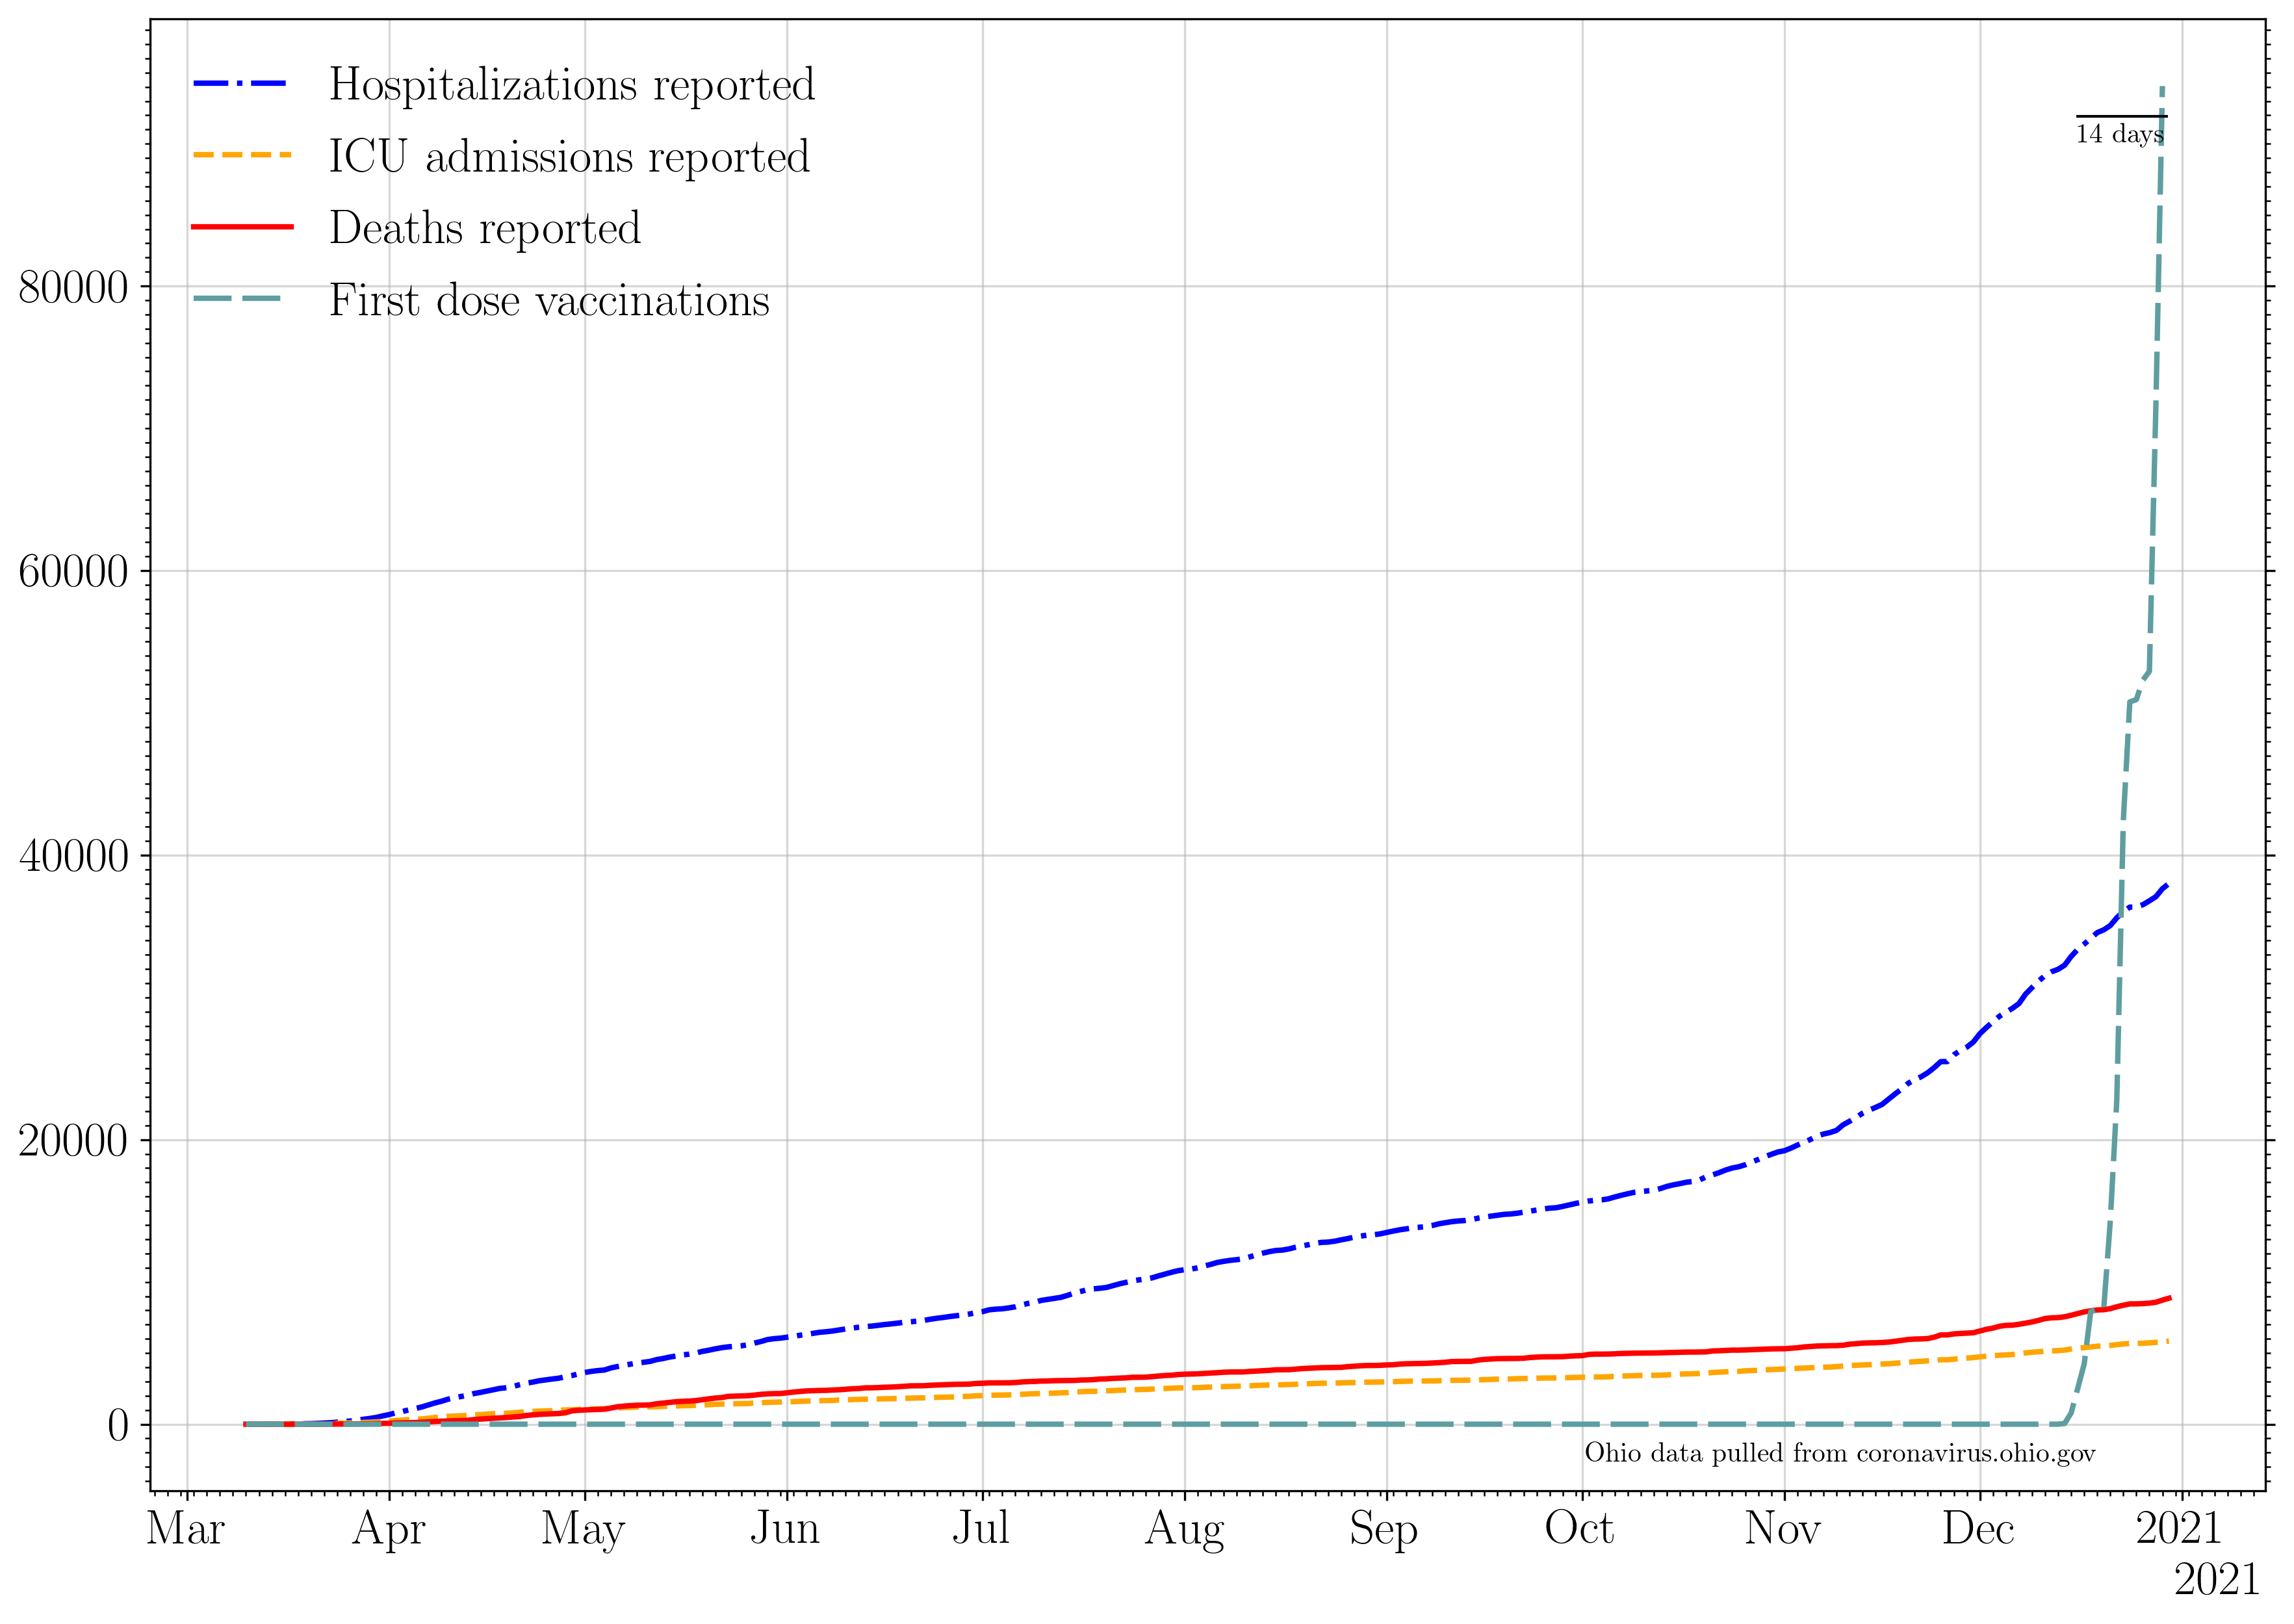 Hospitalizations reported
ICU admissions reported
Deaths reported
First dose vaccinations
14 days
80000
60000
40000
20000
0
Ohio data pulled from coronavirus.ohio.gov
Mar Apr May Jun Jul Aug Sep Oct Nov Dec 2021
2021